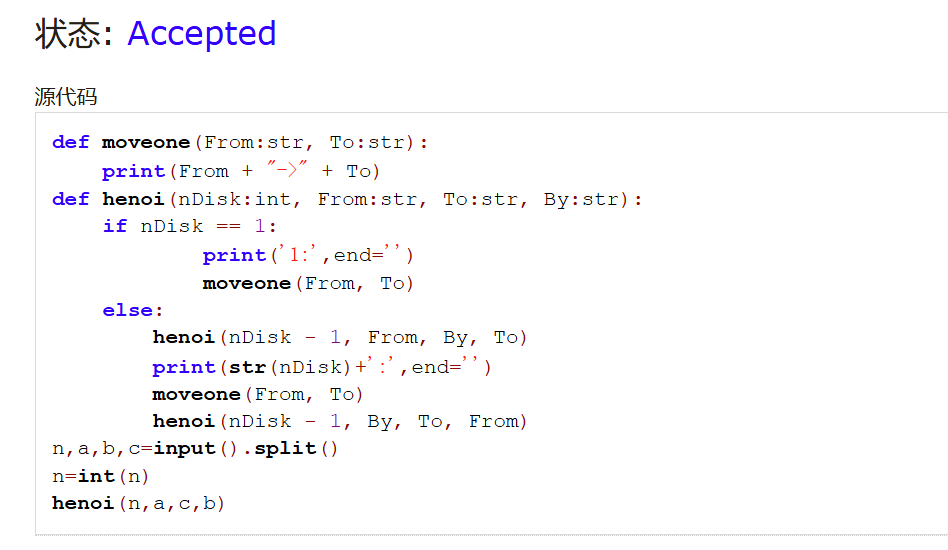 状态: Accepted
源代码
def moveone(From:str, To:str):
    print(From + "->" + To)
def henoi(nDisk:int, From:str, To:str, By:str):
    if nDisk == 1:
            print('1:',end='')
            moveone(From, To)
    else:
        henoi(nDisk - 1, From, By, To)
        print(str(nDisk)+':',end='')
        moveone(From, To)
        henoi(nDisk - 1, By, To, From)
n,a,b,c=input().split()
n=int(n)
henoi(n,a,c,b)